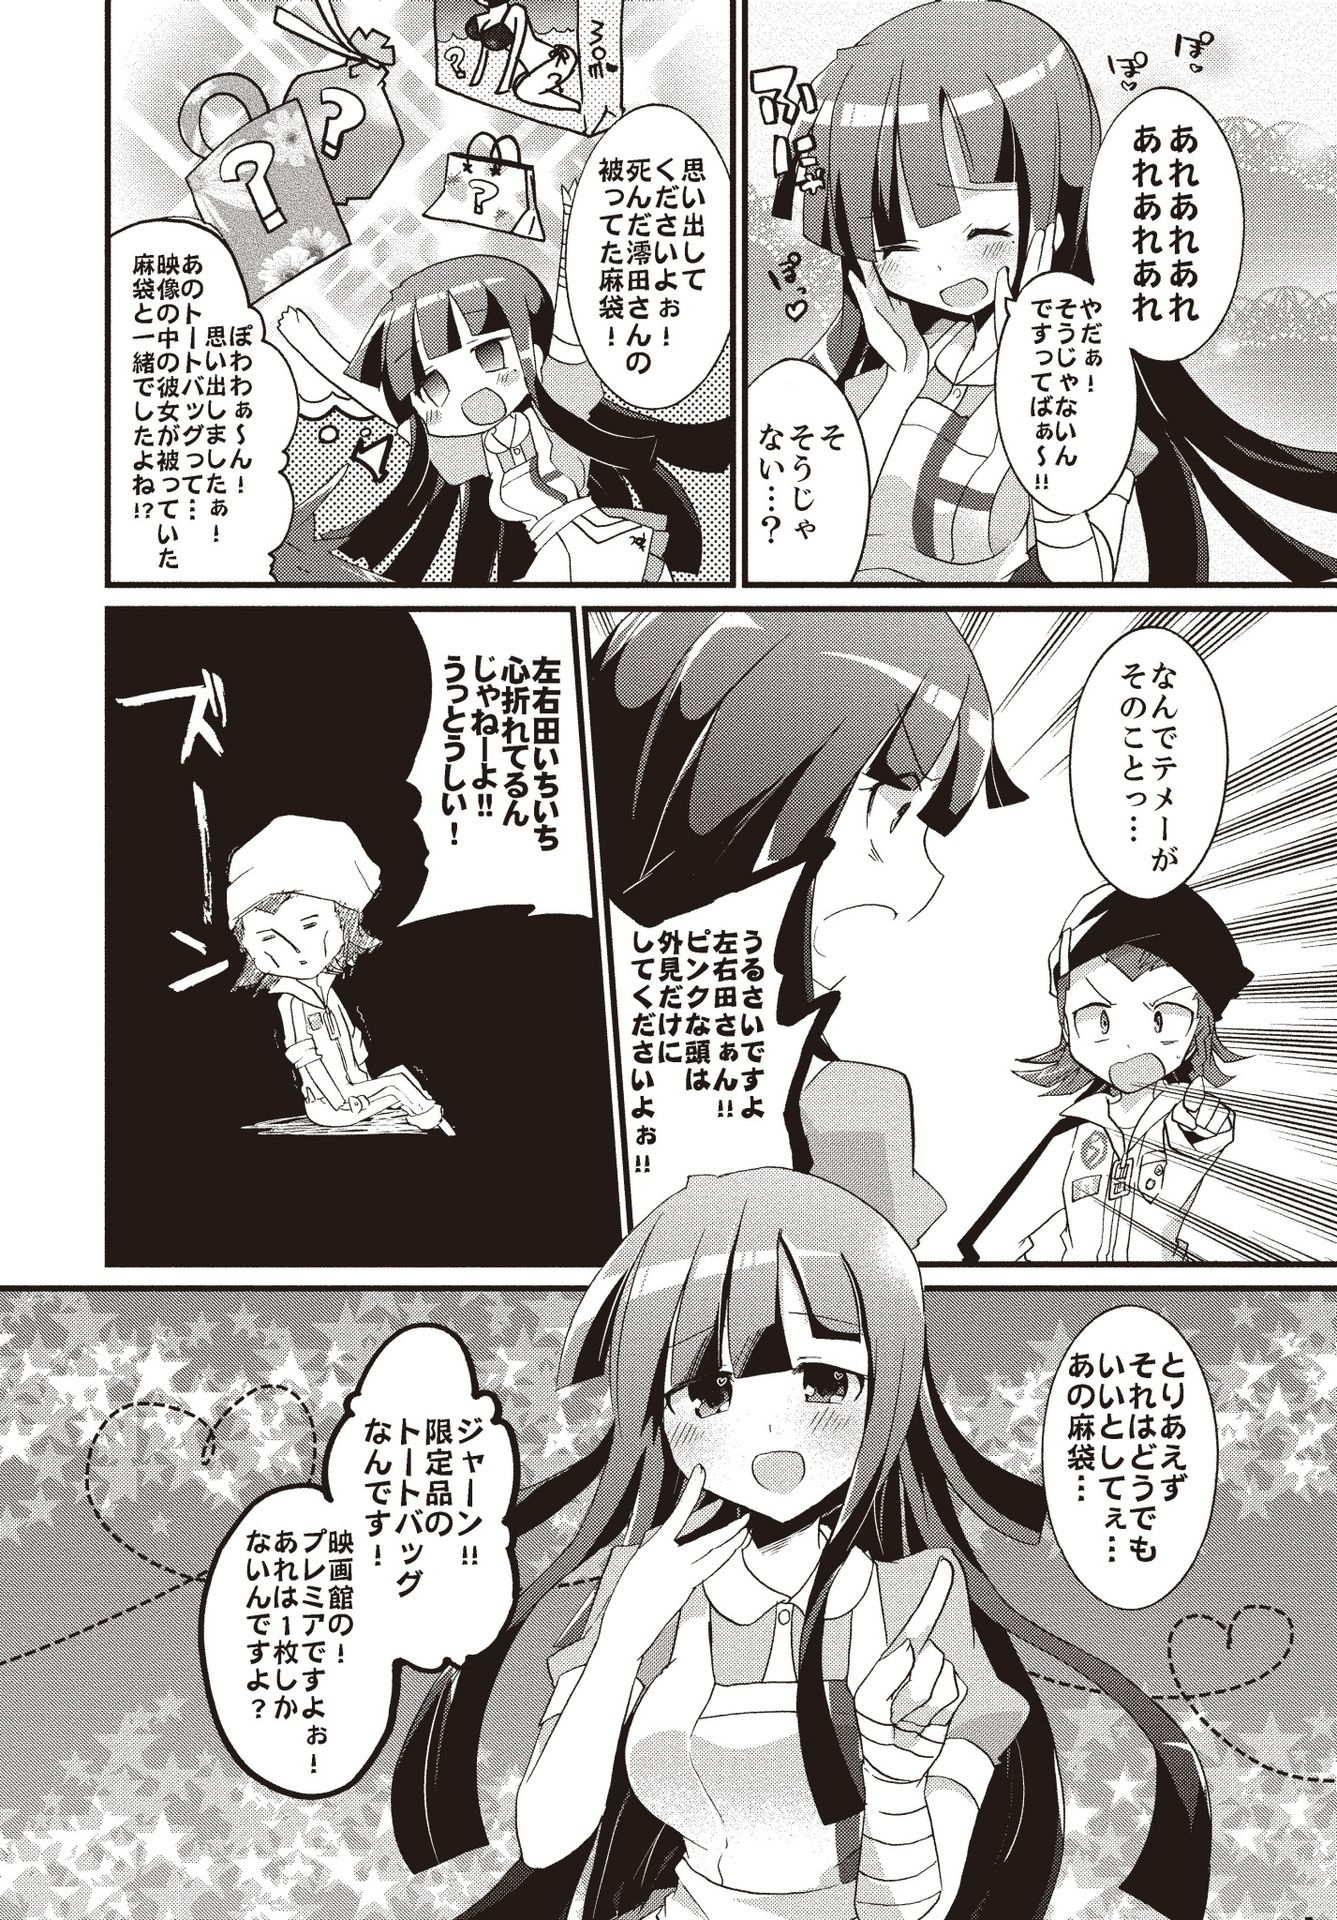 あれあれあれ
あれあれあれ
ぽ
ぽ
ぽっ
ふー
やだぁ！
そうじゃないん
ですってばぁ〜!!
そ
そうじゃ
ない…？
思い出して
くださいよぉ
死んだ澪田さんの
被ってた麻袋！
?
?
?
?
ぽわわぁ〜ん！
思い出しましたぁ！
あのトートバッグって…
映像の中の彼女が被っていた
麻袋と一緒でしたよね!?
なんでテメーが
そのことっ…
うるさいですよ
左右田さぁん!!
ピンクな頭は
外見だけに
してくださいよぉ!!
左右田いちいち
心折れてるん
じゃねーよ!!
うっとうしい！
ズーン
とりあえず
それはどうでも
いいとしてぇ…
あの麻袋…
ジャーン!!
限定品の
トートバッグ
なんです！
映画館の！
プレミアですよぉ！
あれは1枚しか
ないんですよ？